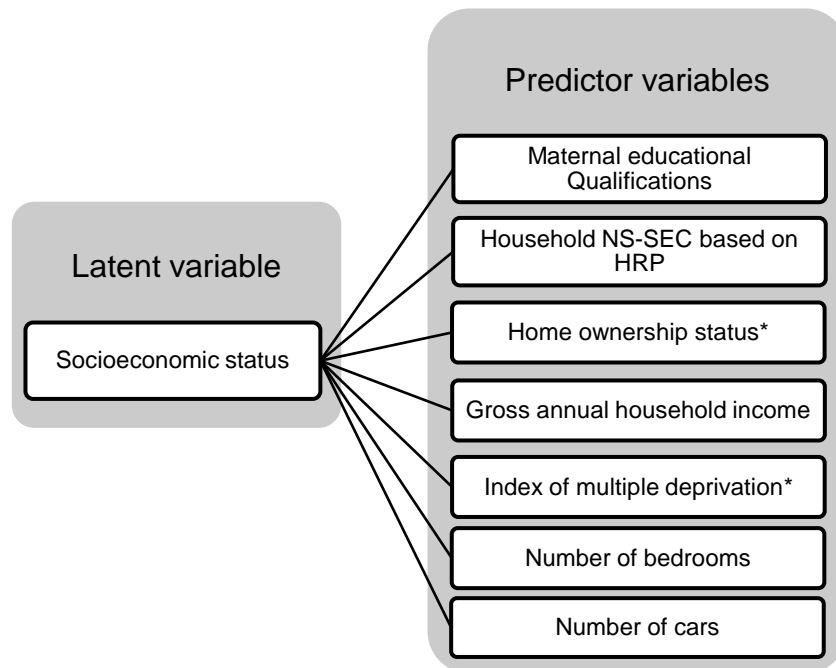 Latent variable
Socioeconomic status
Predictor variables
Maternal educational
Qualifications
Household NS-SEC based on
HRP
Home ownership status*
Gross annual household income
Index of multiple deprivation*
Number of bedrooms
Number of cars